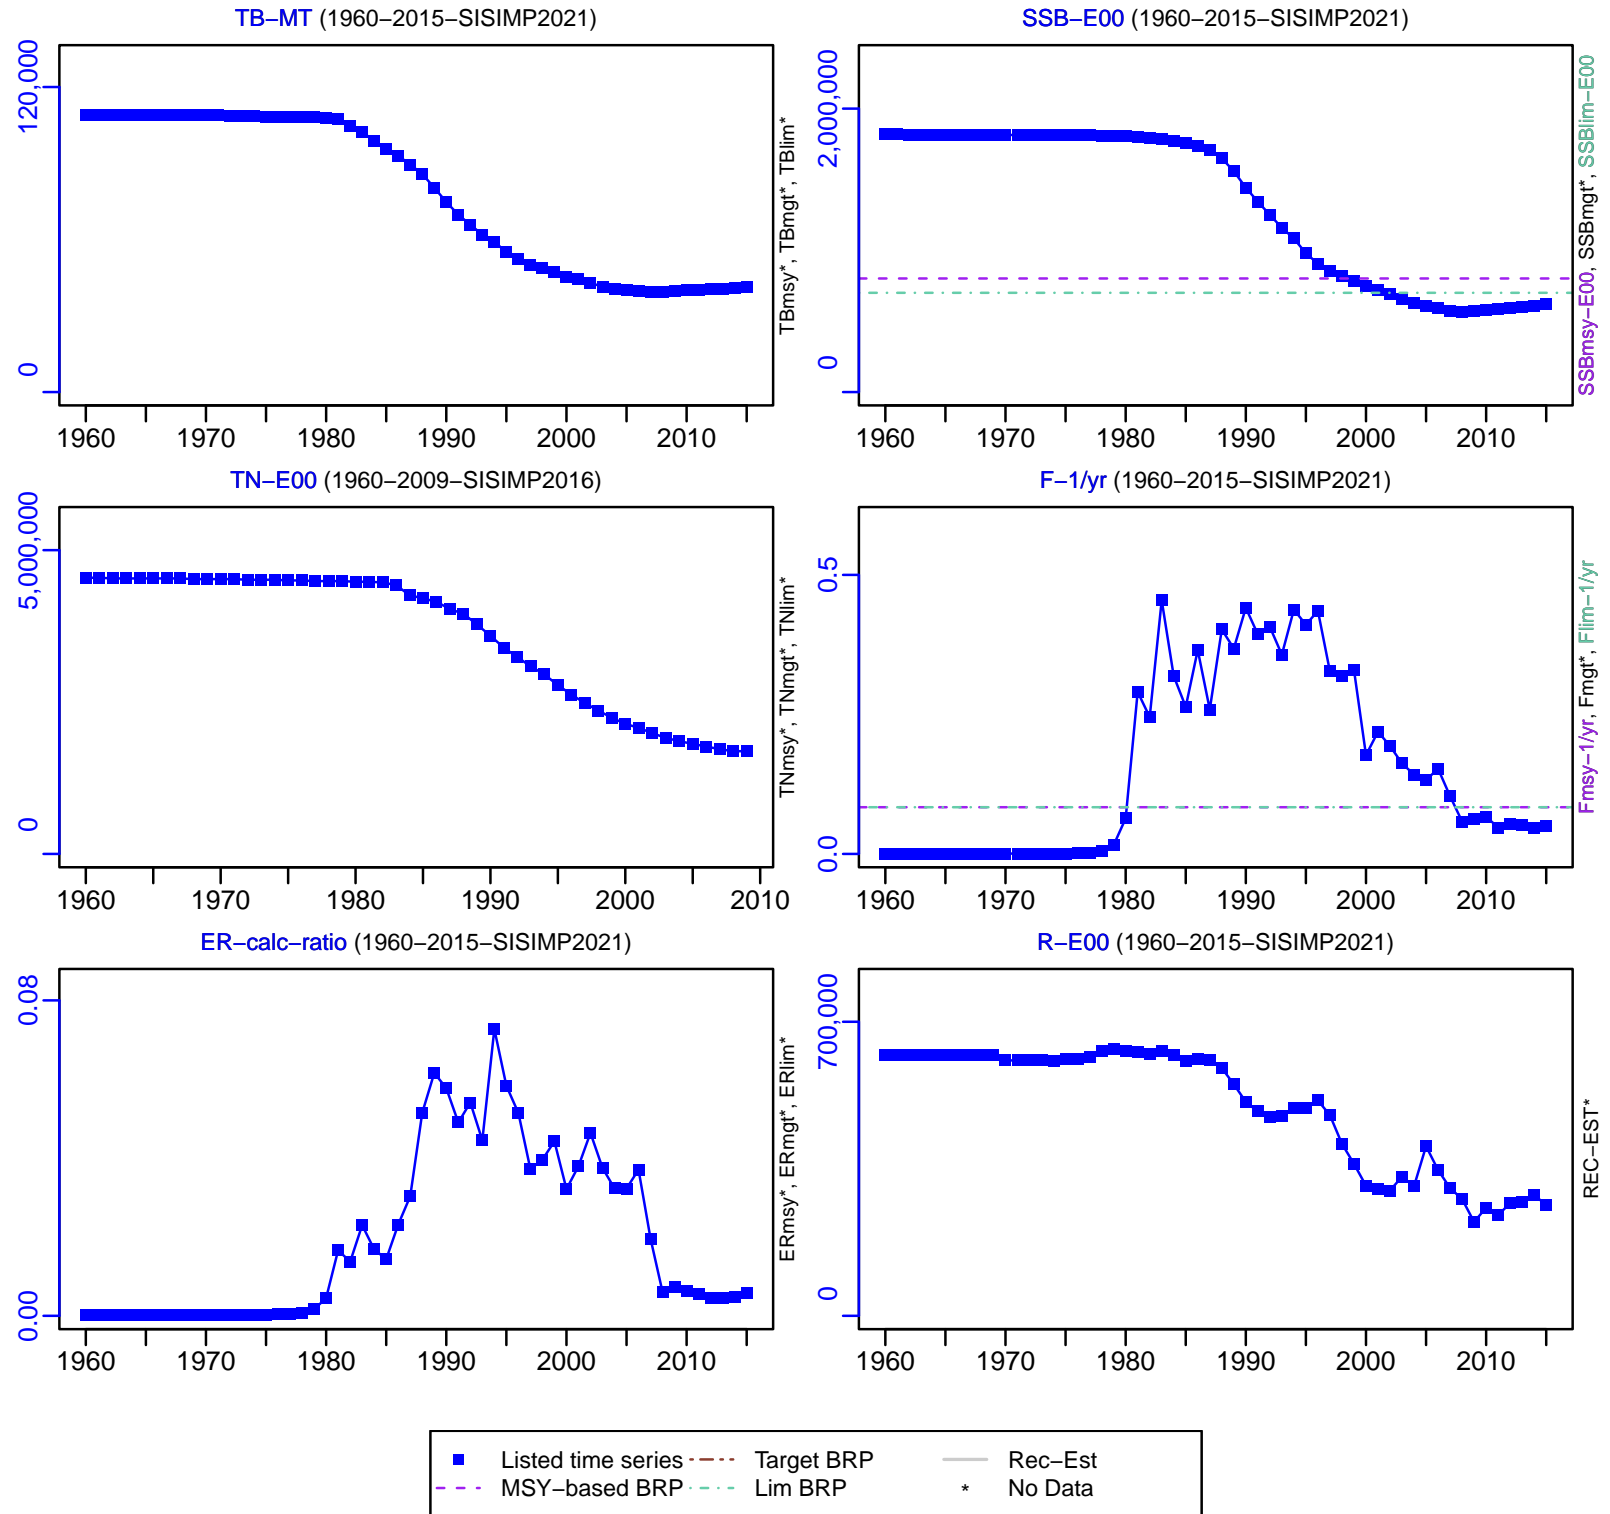 TB−MT (1960−2015−SISIMP2021)
120,000
0
TBmsy*, TBmgt*, TBlim*
1960 1970 1980 1990 2000 2010
SSB−E00 (1960−2015−SISIMP2021)
2,000,000
0
SSBmsy−E00, SSBmgt*, SSBlim−E00
1960 1970 1980 1990 2000 2010
TN−E00 (1960−2009−SISIMP2016)
5,000,000
0
TNmsy*, TNmgt*, TNlim*
1960 1970 1980 1990 2000 2010
F−1/yr (1960−2015−SISIMP2021)
0.5
0.0
Fmsy−1/yr, Fmgt*, Flim−1/yr
1960 1970 1980 1990 2000 2010
ER−calc−ratio (1960−2015−SISIMP2021)
0.08
0.00
ERmsy*, ERmgt*, ERlim*
1960 1970 1980 1990 2000 2010
R−E00 (1960−2015−SISIMP2021)
700,000
0
REC−EST*
1960 1970 1980 1990 2000 2010
Listed time series Target BRP Rec−Est
MSY−based BRP Lim BRP * No Data